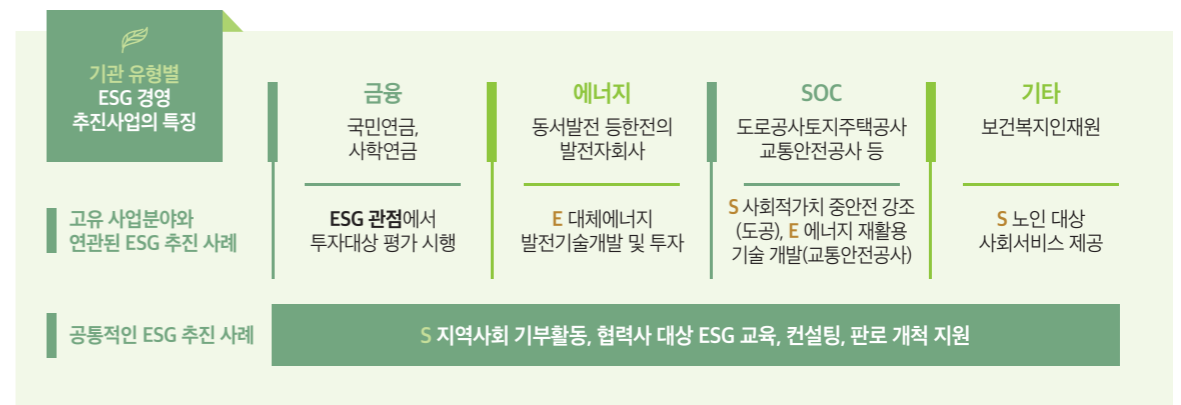 기관 유형별
ESG 경영
추진사업의 특징
금융
국민연금,
사학연금
에너지
동서발전 등한전의
발전자회사
SOC
도로공사토지주택공사
교통안전공사 등
기타
보건복지인재원
고유 사업분야와
연관된 ESG 추진 사례
ESG 관점에서
투자대상 평가 시행
E 대체에너지
발전기술개발 및 투자
S 사회적가치 중안전 강조
(도공), E 에너지 재활용
기술 개발(교통안전공사)
S 노인 대상
사회서비스 제공
공통적인 ESG 추진 사례
S 지역사회 기부활동, 협력사 대상 ESG 교육, 컨설팅, 판로 개척 지원